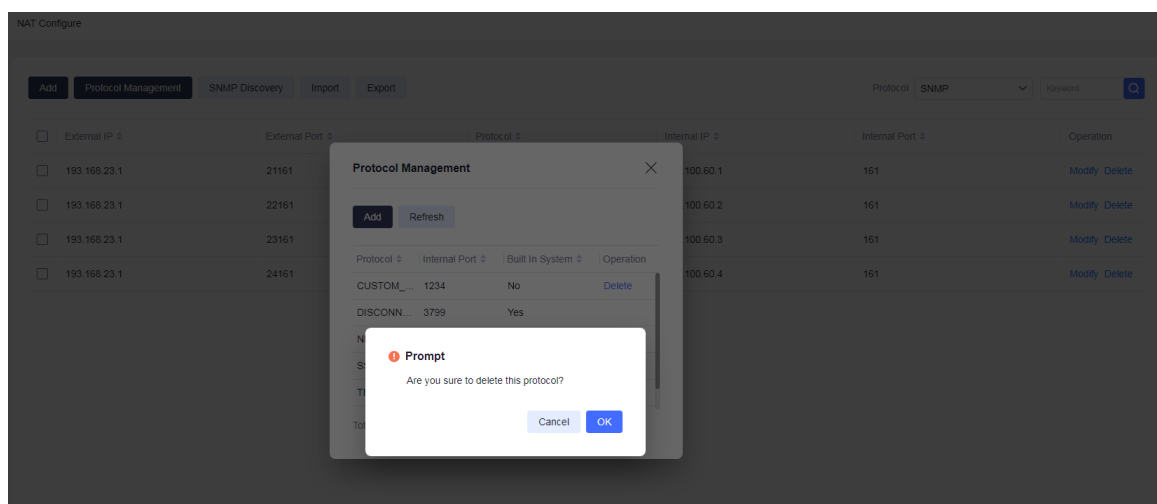 NAT Configure
Add Protocol Management SNMP Discovery Import Export Protocol SNMP Keyword
External IP External Port Protocol Internal IP Internal Port Operation
193.168.23.1 21161 .100.60.1 161 Modify Delete
193.168.23.1 22161 .100.60.2 161 Modify Delete
193.168.23.1 23161 .100.60.3 161 Modify Delete
193.168.23.1 24161 .100.60.4 161 Modify Delete
Protocol Management
Add Refresh
Protocol Internal Port Built In System Operation
CUSTOM_... 1234 No Delete
DISCONN... 3799 Yes
Prompt
Are you sure to delete this protocol?
Cancel OK